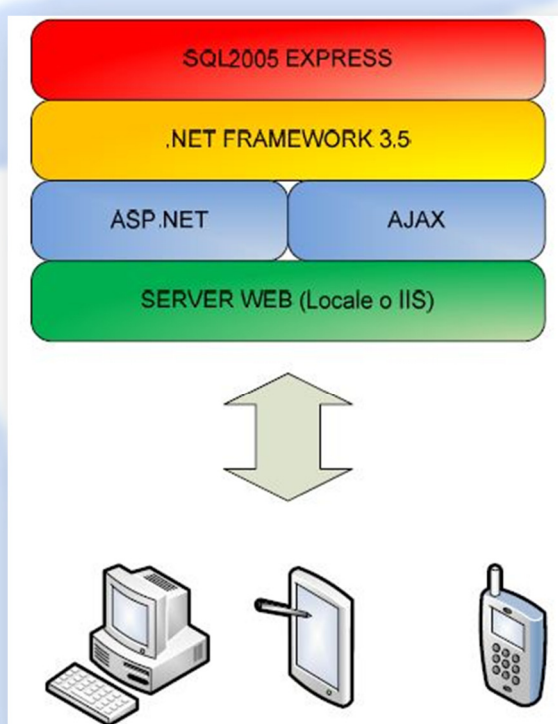 SQL2005 EXPRESS
.NET FRAMEWORK 3.5
ASP.NET
AJAX
SERVER WEB (Locale o IIS)